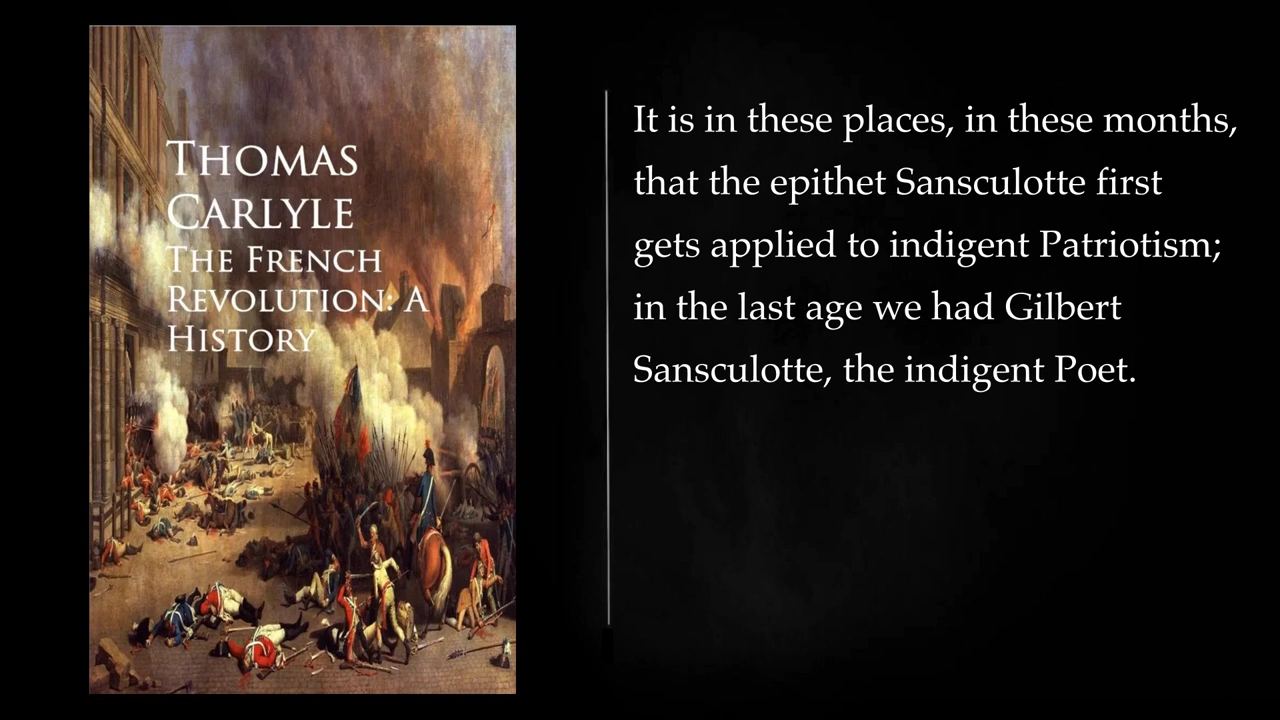 THOMAS
CARLYLE
THE FRENCH
REVOLUTION: A
HISTORY
It is in these places, in these months,
that the epithet Sansculotte first
gets applied to indigent Patriotism;
in the last age we had Gilbert
Sansculotte, the indigent Poet.